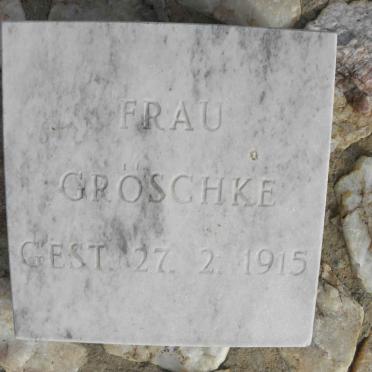 FRAU
GRÖSCHKE
GEST. 27. 2. 1915